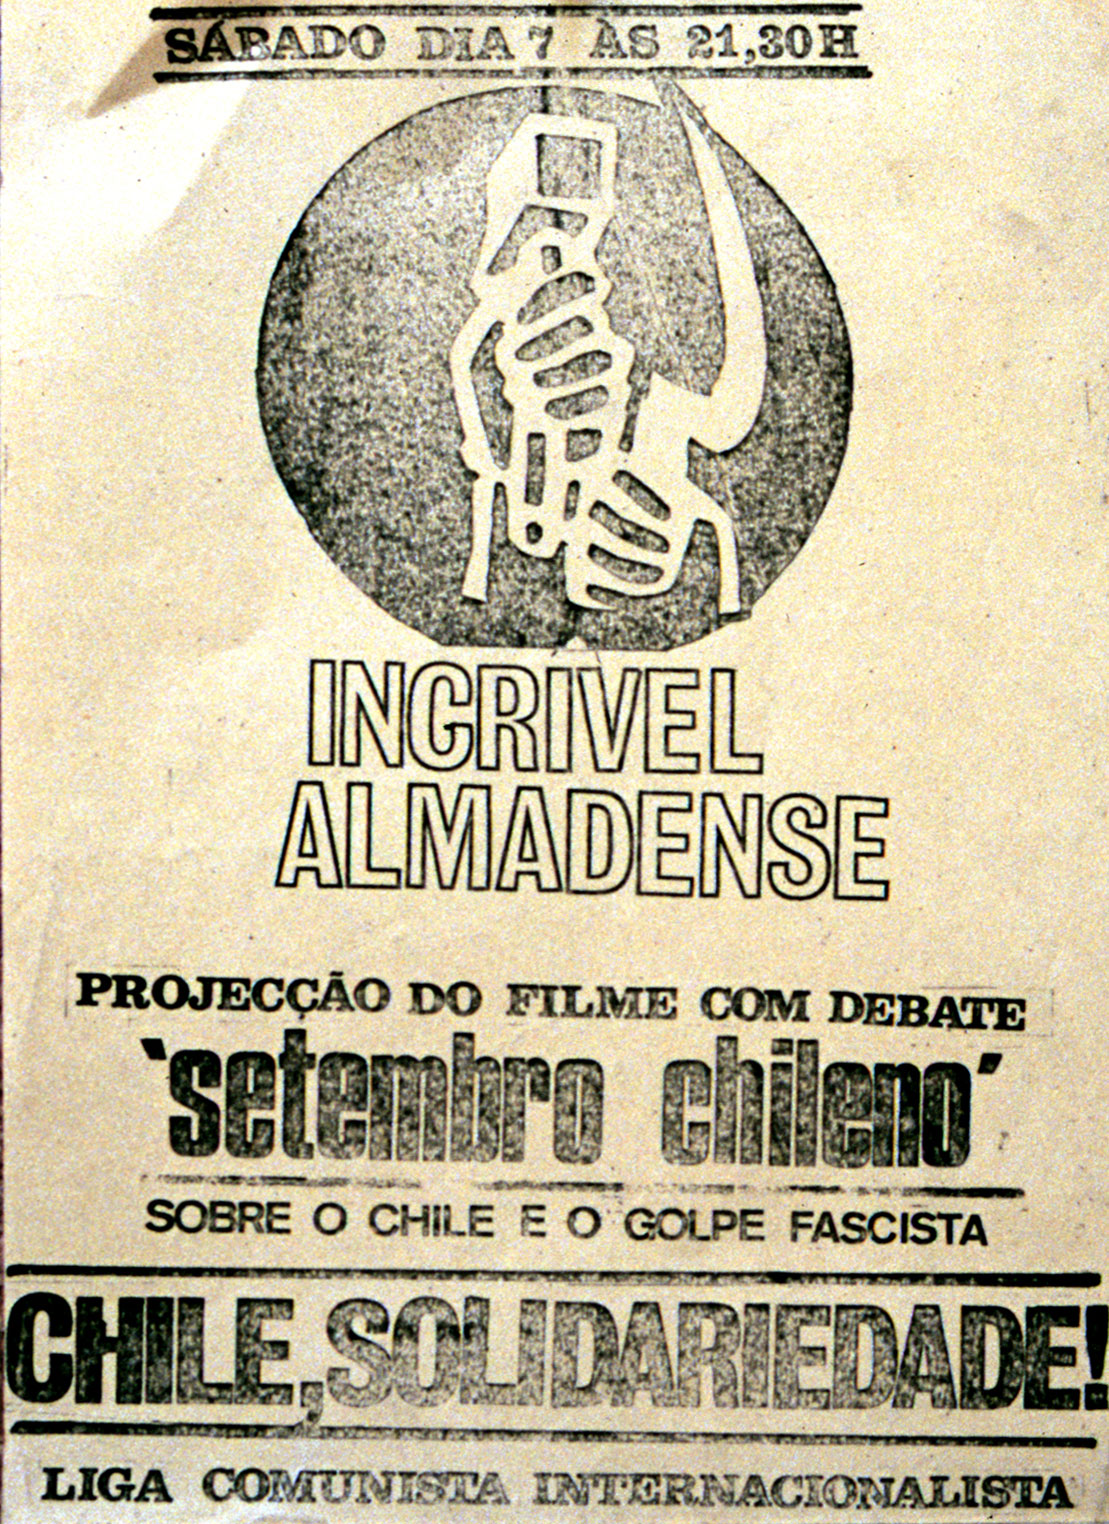 SÁBADO DIA 7 ÀS 21,30H
INCRIVEL
ALMADENSE
PROJECÇÃO DO FILME COM DEBATE
"setembro chileno"
SOBRE O CHILE E O GOLPE FASCISTA
CHILE, SOLIDARIEDADE!
LIGA COMUNISTA INTERNACIONALISTA